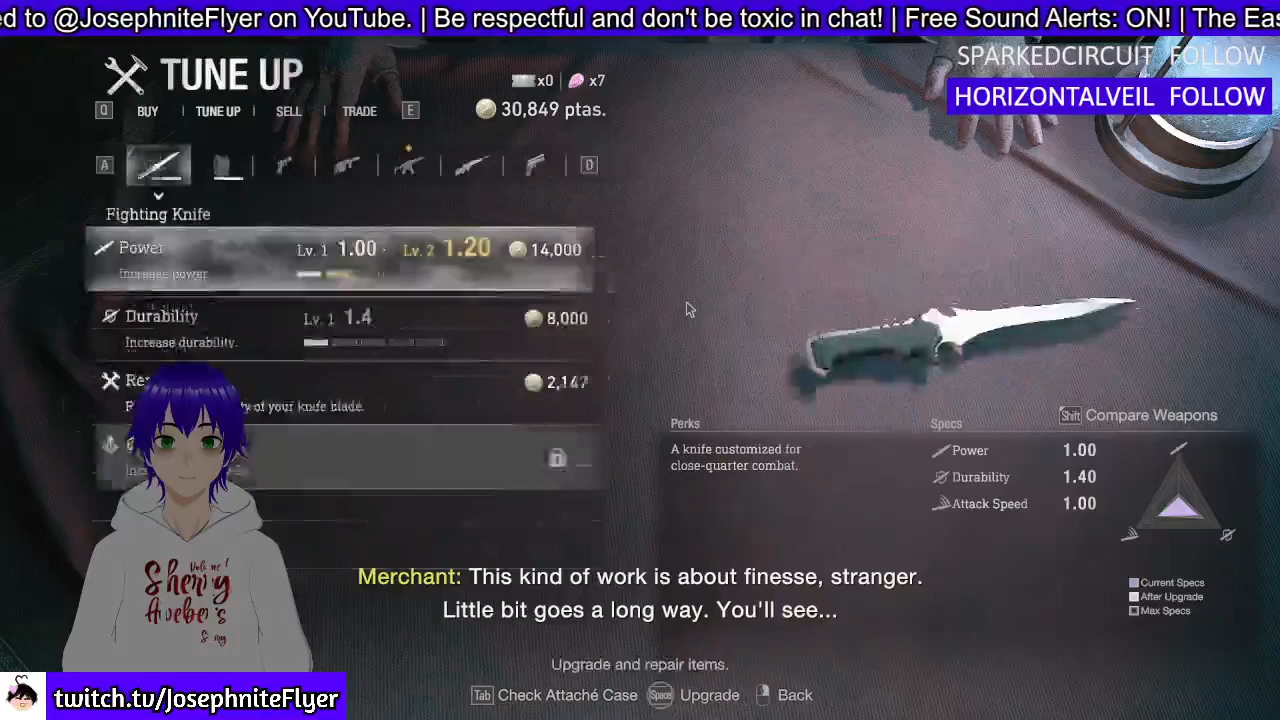 ed to @JosephniteFlyer on YouTube. | Be respectful and don't be toxic in chat! | Free Sound Alerts: ON! | The Eas
SPARKEDCIRCUIT FOLLOW
HORIZONTALVEIL FOLLOW
TUNE UP
x0 x7
Q BUY TUNE UP SELL TRADE E
30,849 ptas.
A D
Fighting Knife
Power Lv. 1 1.00 Lv. 2 1.20 14,000
Increase power
Durability Lv. 1 1.4 8,000
Increase durability.
2,147
of your knife blade.
Shift Compare Weapons
Perks
A knife customized for
close-quarter combat.
Specs
Power 1.00
Durability 1.40
Attack Speed 1.00
Current Specs
After Upgrade
Max Specs
Sherry
Merchant: This kind of work is about finesse, stranger.
Little bit goes a long way. You'll see...
Upgrade and repair items.
Tab Check Attaché Case Space Upgrade Back
twitch.tv/JosephniteFlyer